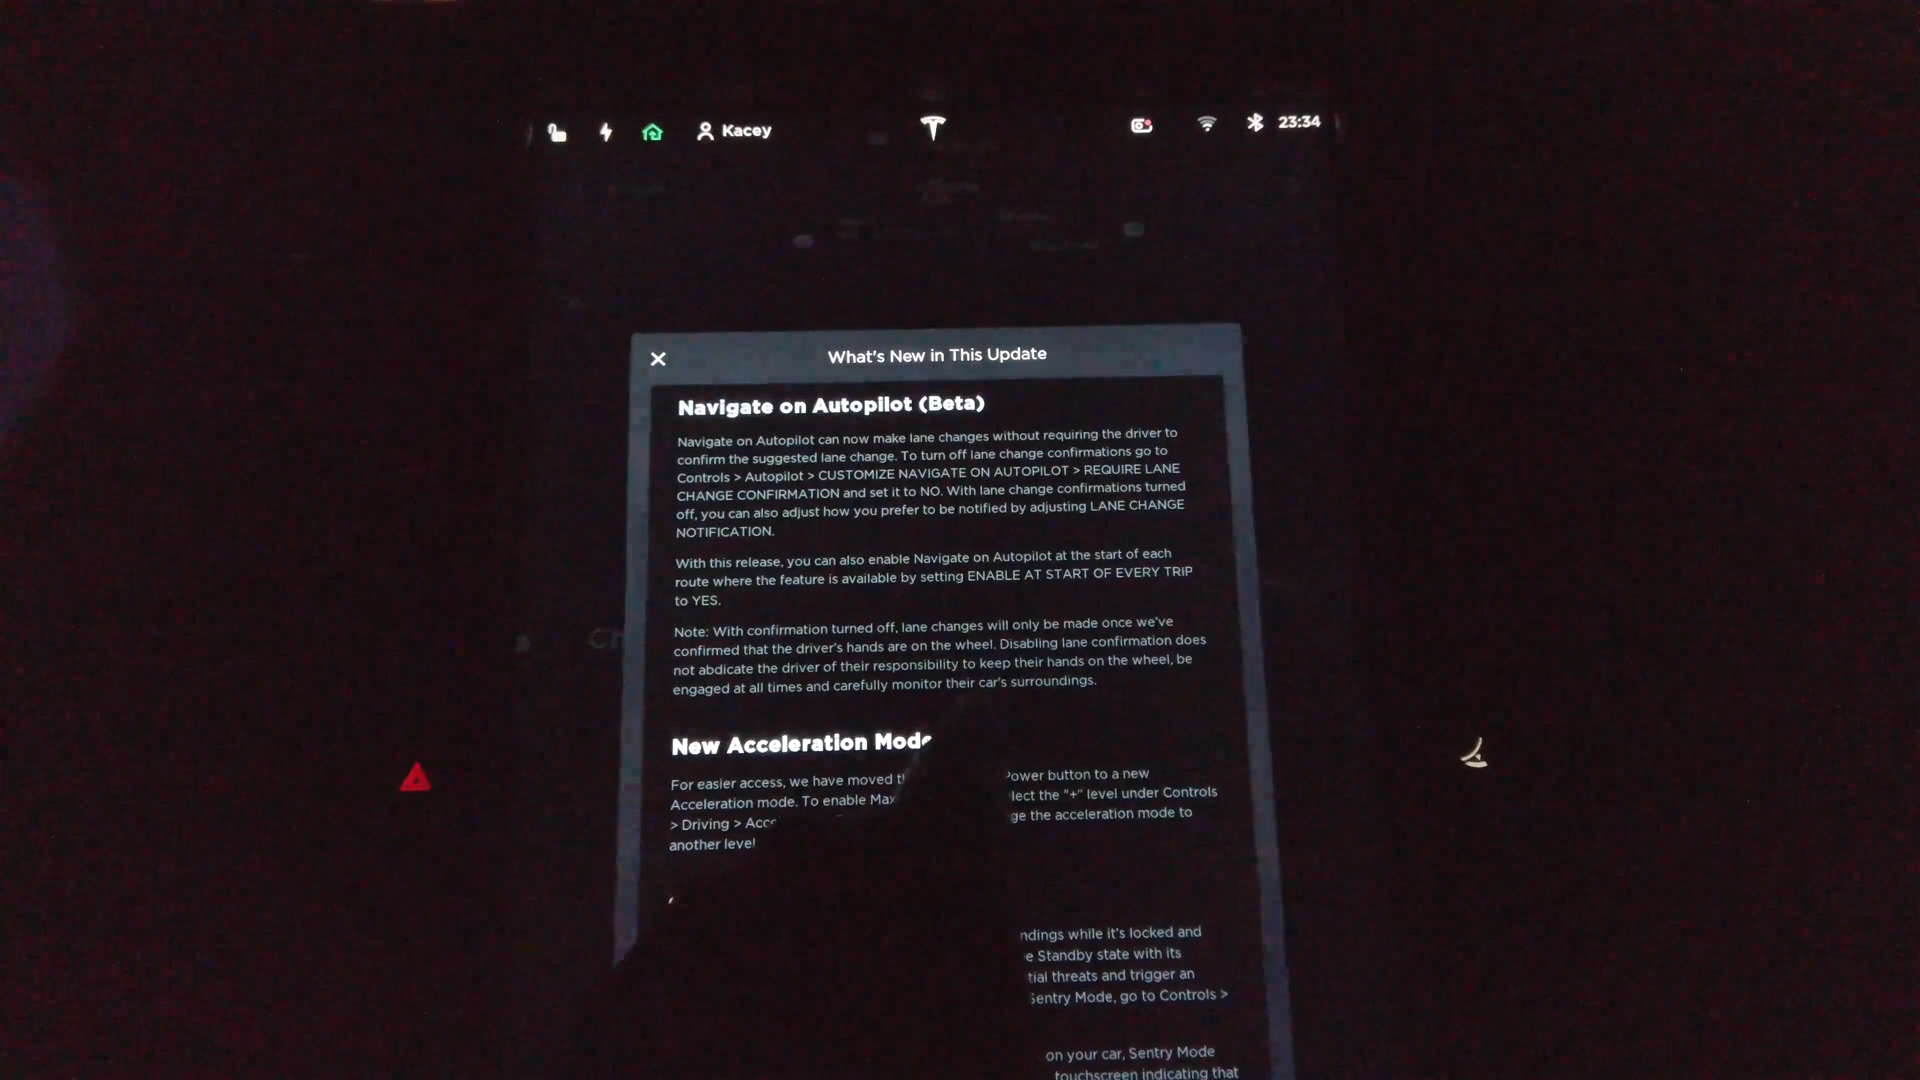 Kacey
23:34
What's New in This Update
Navigate on Autopilot (Beta)
Navigate on Autopilot can now make lane changes without requiring the driver to
confirm the suggested lane change. To turn off lane change confirmations go to
Controls > Autopilot > CUSTOMIZE NAVIGATE ON AUTOPILOT > REQUIRE LANE
CHANGE CONFIRMATION and set it to NO. With lane change confirmations turned
off, you can also adjust how you prefer to be notified by adjusting LANE CHANGE
NOTIFICATION.
With this release, you can also enable Navigate on Autopilot at the start of each
route where the feature is available by setting ENABLE AT START OF EVERY TRIP
to YES.
Note: With confirmation turned off, lane changes will only be made once we've
confirmed that the driver's hands are on the wheel. Disabling lane confirmation does
not abdicate the driver of their responsibility to keep their hands on the wheel, be
engaged at all times and carefully monitor their car's surroundings.
New Acceleration Mode
For easier access, we have moved Power button to a new
Acceleration mode. To enable Max the "+" level under Controls
> Driving > the acceleration mode to
another level
while it's locked and
Standby state with its
threats and trigger an
Sentry Mode, go to Controls >
on your car, Sentry Mode
touchscreen indicating that